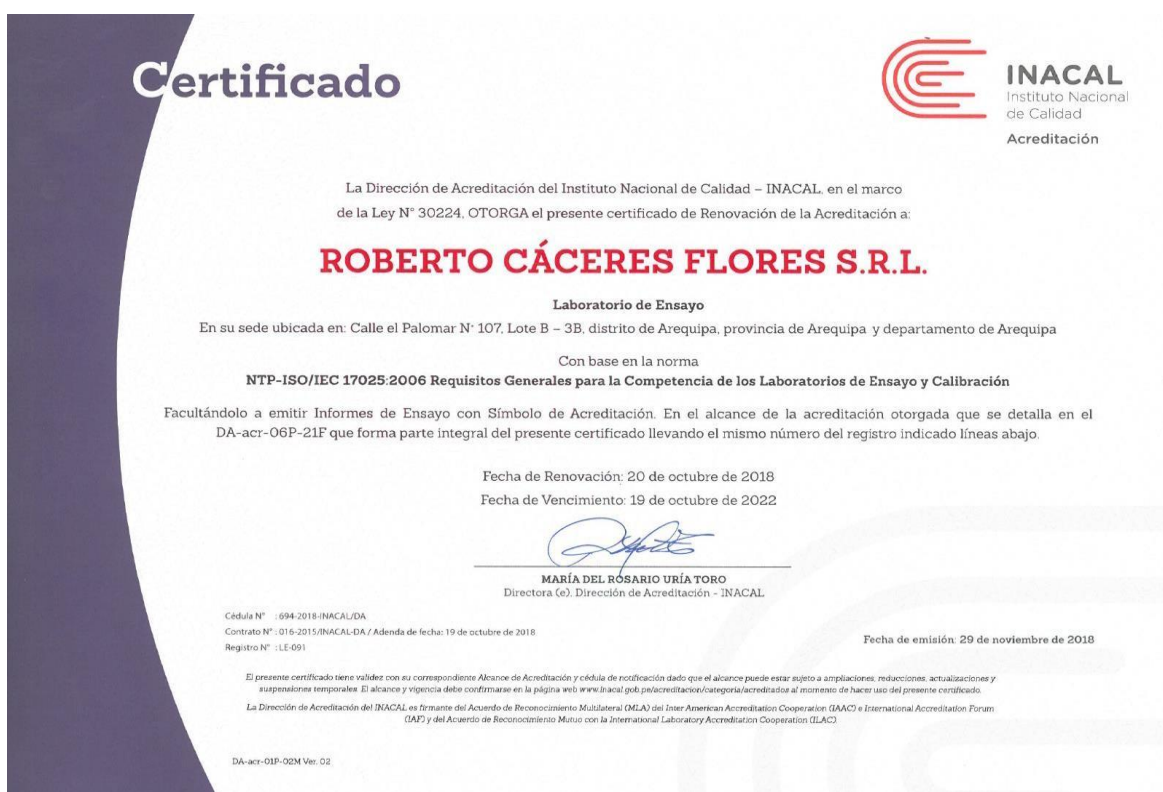 Certificado
INACAL
Instituto Nacional
de Calidad
Acreditación
La Dirección de Acreditación del Instituto Nacional de Calidad – INACAL, en el marco
de la Ley N° 30224, OTORGA el presente certificado de Renovación de la Acreditación a:
ROBERTO CÁCERES FLORES S.R.L.
Laboratorio de Ensayo
En su sede ubicada en: Calle el Palomar N° 107, Lote B – 3B, distrito de Arequipa, provincia de Arequipa y departamento de Arequipa
Con base en la norma
NTP-ISO/IEC 17025:2006 Requisitos Generales para la Competencia de los Laboratorios de Ensayo y Calibración
Facultándolo a emitir Informes de Ensayo con Símbolo de Acreditación. En el alcance de la acreditación otorgada que se detalla en el
DA-acr-06P-21F que forma parte integral del presente certificado llevando el mismo número del registro indicado líneas abajo.
Fecha de Renovación: 20 de octubre de 2018
Fecha de Vencimiento: 19 de octubre de 2022
MARÍA DEL ROSARIO URÍA TORO
Directora (e), Dirección de Acreditación - INACAL
Cédula N° : 694-2018-INACAL/DA
Contrato N° : 016-2015/INACAL-DA / Adenda de fecha: 19 de octubre de 2018
Registro N° : LE-091
Fecha de emisión: 29 de noviembre de 2018
El presente certificado tiene validez con su correspondiente Alcance de Acreditación y cédula de notificación dado que el alcance puede estar sujeto a ampliaciones, reducciones, actualizaciones y
suspensiones temporales. El alcance y vigencia debe confirmarse en la página web www.inacal.gob.pe/acreditacion/categoria/acreditados al momento de hacer uso del presente certificado.
La Dirección de Acreditación del INACAL es firmante del Acuerdo de Reconocimiento Multilateral (MLA) del Inter American Accreditation Cooperation (IAAC) e International Accreditation Forum
(IAF) y del Acuerdo de Reconocimiento Mutuo con la International Laboratory Accreditation Cooperation (ILAC).
DA-acr-01P-02M Ver. 02